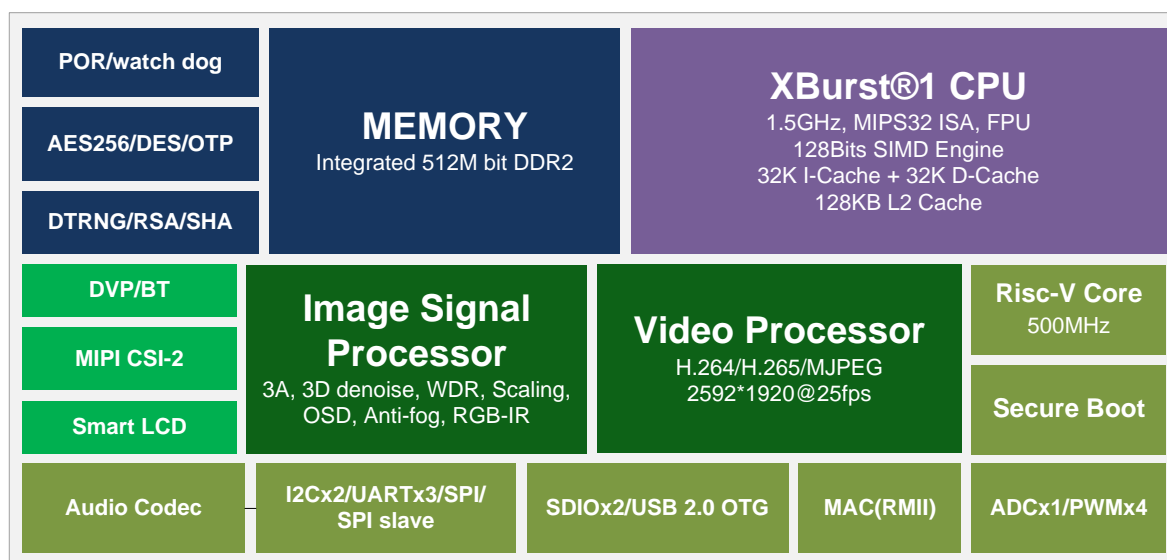 POR/watch dog
AES256/DES/OTP
DTRNG/RSA/SHA
MEMORY
Integrated 512M bit DDR2
XBurst®1 CPU
1.5GHz, MIPS32 ISA, FPU
128Bits SIMD Engine
32K I-Cache + 32K D-Cache
128KB L2 Cache
DVP/BT
MIPI CSI-2
Smart LCD
Image Signal
Processor
3A, 3D denoise, WDR, Scaling,
OSD, Anti-fog, RGB-IR
Video Processor
H.264/H.265/MJPEG
2592*1920@25fps
Risc-V Core
500MHz
Secure Boot
Audio Codec
I2Cx2/UARTx3/SPI/
SPI slave
SDIOx2/USB 2.0 OTG
MAC(RMII)
ADCx1/PWMx4